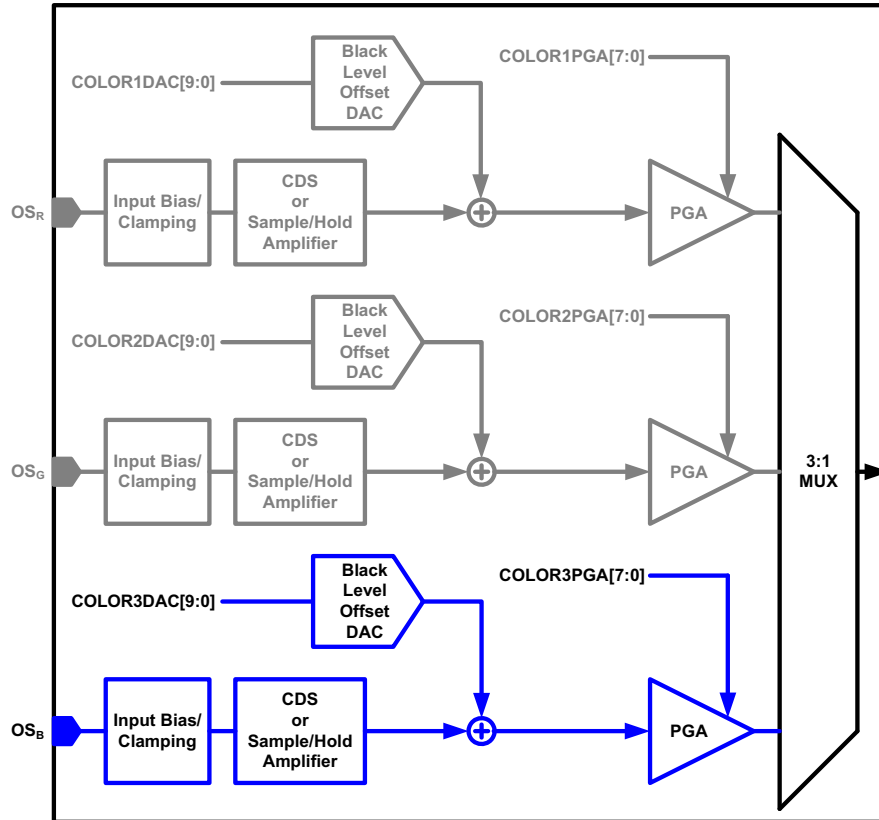 Black
Level
Offset
DAC
COLOR1DAC[9:0]
COLOR1PGA[7:0]
OSR
Input Bias/
Clamping
CDS
or
Sample/Hold
Amplifier
PGA
Black
Level
Offset
DAC
COLOR2DAC[9:0]
COLOR2PGA[7:0]
OSG
Input Bias/
Clamping
CDS
or
Sample/Hold
Amplifier
PGA
3:1
MUX
Black
Level
Offset
DAC
COLOR3DAC[9:0]
COLOR3PGA[7:0]
OSB
Input Bias/
Clamping
CDS
or
Sample/Hold
Amplifier
PGA